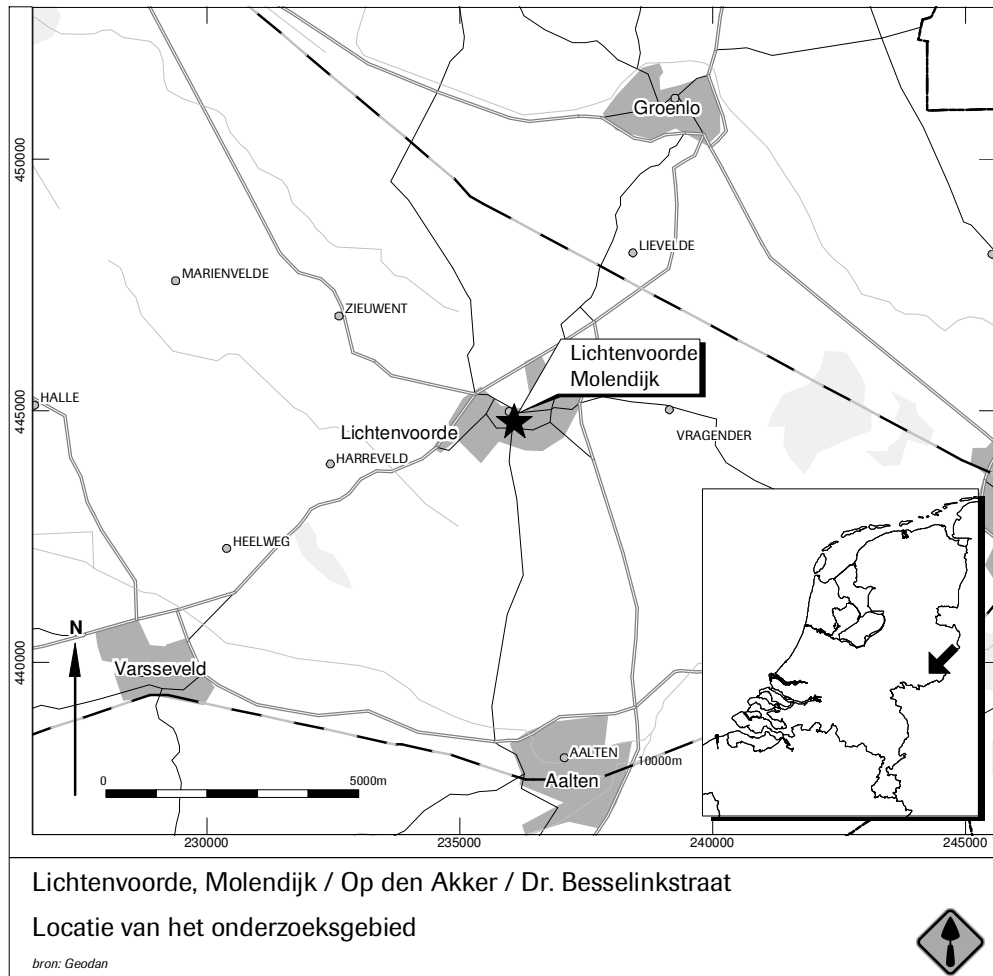 Groenlo
450000
LIEVELDE
MARIENVELDE
ZIEUWENT
Lichtenvoorde
Molendijk
HALLE
445000
Lichtenvoorde
VRAGENDER
HARREVELD
HEELWEG
N
440000
Varsseveld
AALTEN
10000m
Aalten
0
5000m
230000
235000
240000
245000
Lichtenvoorde, Molendijk / Op den Akker / Dr. Besselinkstraat
Locatie van het onderzoeksgebied
bron: Geodan